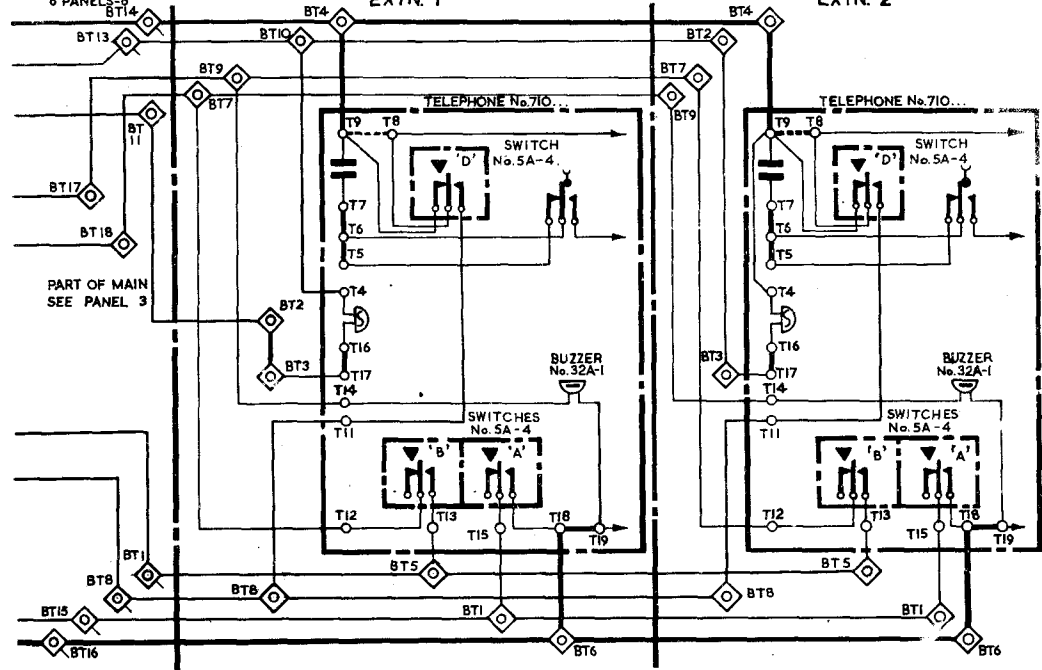 6 PANELS-6
EXTN. 1
EXTN. 2
BT14
BT4
BT4
BT13
BT10
BT2
BT9
BT7
BT7
BT9
BT
11
TELEPHONE No.710...
TELEPHONE No.710...
T9
T8
T9
T8
SWITCH
No.5A-4.
SWITCH
No.5A-4
'D'
'D'
BT17
T7
T7
BT18
T6
T6
T5
T5
PART OF MAIN
SEE PANEL 3
T4
T4
BT2
T16
T16
BT3
T17
BT3
T17
BUZZER
No.32A-1
BUZZER
No.32A-1
T14
T14
T11
T11
SWITCHES
No.5A-4
SWITCHES
No.5A-4
'B'
'A'
'B'
'A'
T12
T13
T15
T18
T19
T12
T13
T15
T18
T19
BT1
BT5
BT5
BT8
BT8
BT8
BT15
BT1
BT1
BT16
BT6
BT6